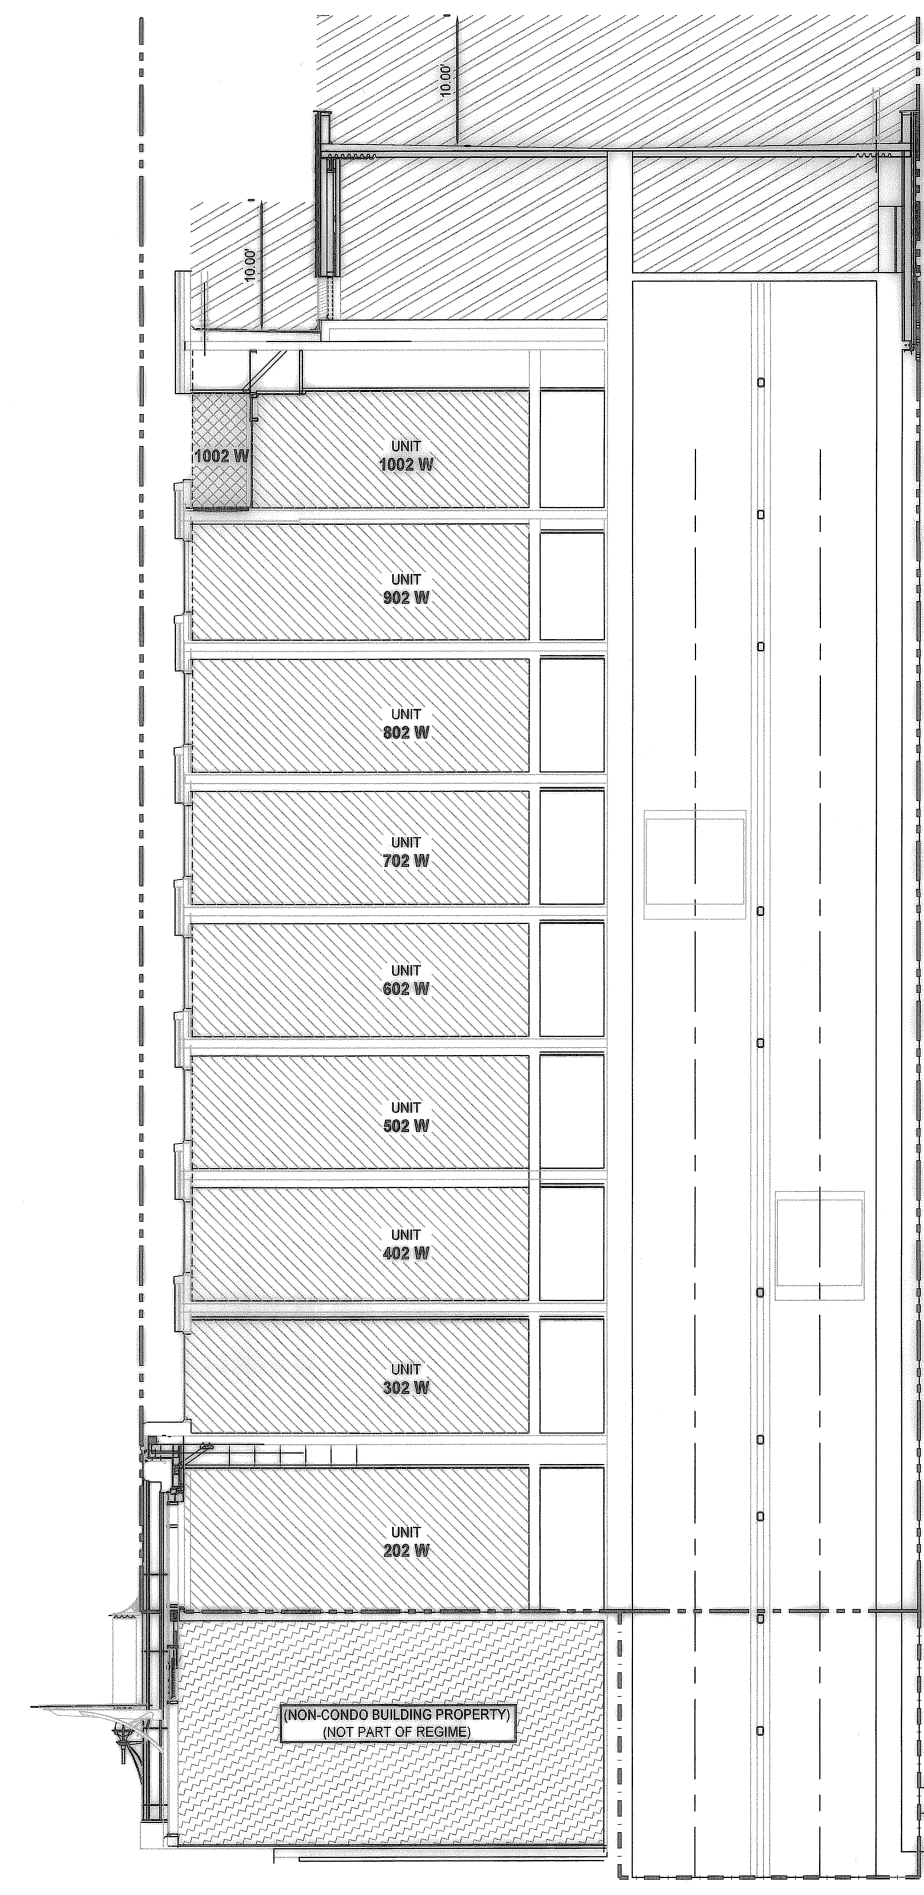 10.00'
10.00'
1002 W
UNIT
1002 W
UNIT
902 W
UNIT
802 W
UNIT
702 W
UNIT
602 W
UNIT
502 W
UNIT
402 W
UNIT
302 W
UNIT
202 W
(NON-CONDO BUILDING PROPERTY)
(NOT PART OF REGIME)